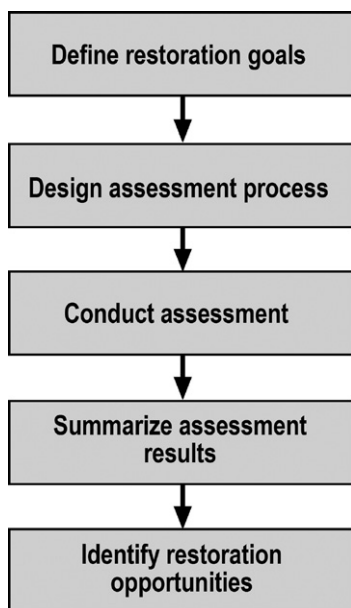 Define restoration goals
Design assessment process
Conduct assessment
Summarize assessment
results
Identify restoration
opportunities